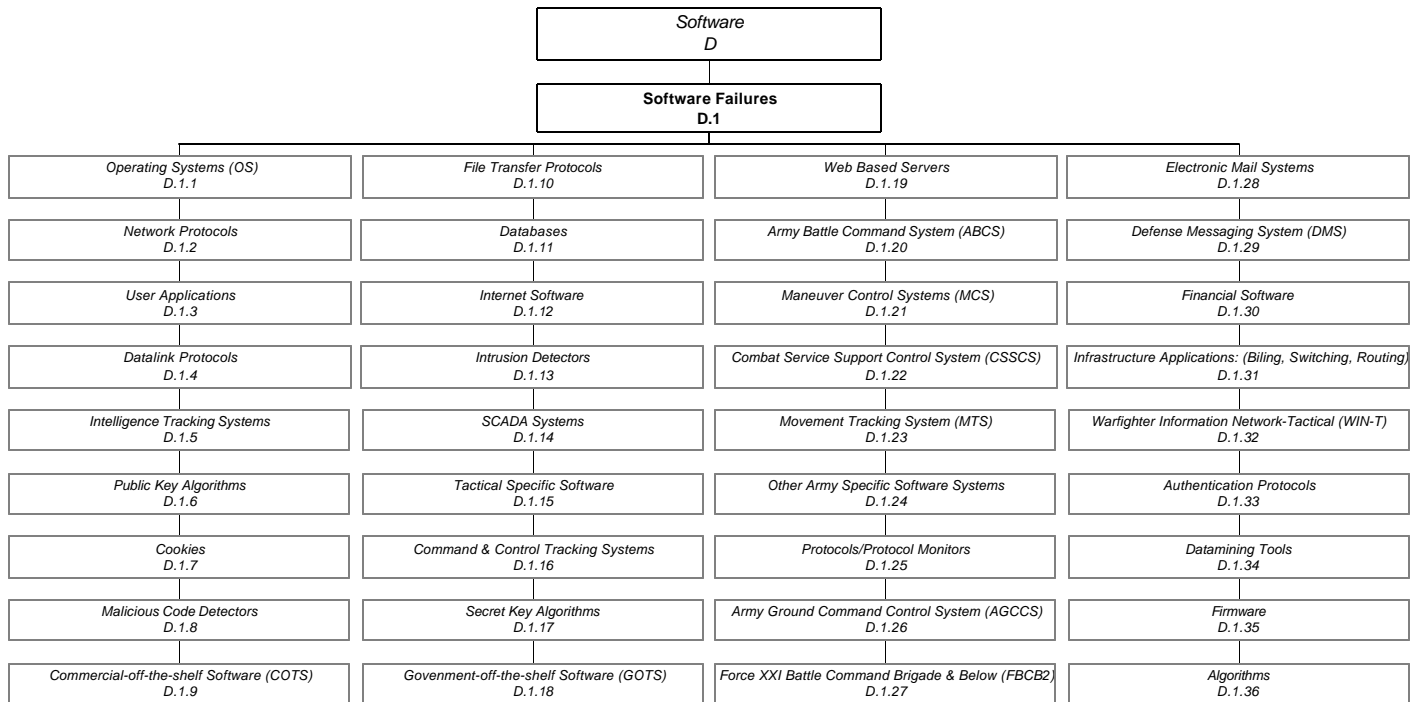 Software
D
Software Failures
D.1
Operating Systems (OS)
D.1.1
Network Protocols
D.1.2
User Applications
D.1.3
Datalink Protocols
D.1.4
Intelligence Tracking Systems
D.1.5
Public Key Algorithms
D.1.6
Cookies
D.1.7
Malicious Code Detectors
D.1.8
Commercial-off-the-shelf Software (COTS)
D.1.9
File Transfer Protocols
D.1.10
Databases
D.1.11
Internet Software
D.1.12
Intrusion Detectors
D.1.13
SCADA Systems
D.1.14
Tactical Specific Software
D.1.15
Command & Control Tracking Systems
D.1.16
Secret Key Algorithms
D.1.17
Govenment-off-the-shelf Software (GOTS)
D.1.18
Web Based Servers
D.1.19
Army Battle Command System (ABCS)
D.1.20
Maneuver Control Systems (MCS)
D.1.21
Combat Service Support Control System (CSSCS)
D.1.22
Movement Tracking System (MTS)
D.1.23
Other Army Specific Software Systems
D.1.24
Protocols/Protocol Monitors
D.1.25
Army Ground Command Control System (AGCCS)
D.1.26
Force XXI Battle Command Brigade & Below (FBCB2)
D.1.27
Electronic Mail Systems
D.1.28
Defense Messaging System (DMS)
D.1.29
Financial Software
D.1.30
Infrastructure Applications: (Biling, Switching, Routing)
D.1.31
Warfighter Information Network-Tactical (WIN-T)
D.1.32
Authentication Protocols
D.1.33
Datamining Tools
D.1.34
Firmware
D.1.35
Algorithms
D.1.36